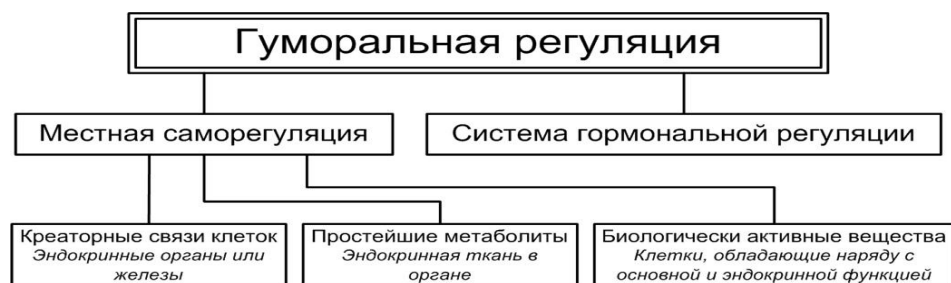 Гуморальная регуляция
Местная саморегуляция
Система гормональной регуляции
Креаторные связи клеток
Эндокринные органы или
железы
Простейшие метаболиты
Эндокринная ткань в
органе
Биологически активные вещества
Клетки, обладающие наряду с
основной и эндокринной функцией